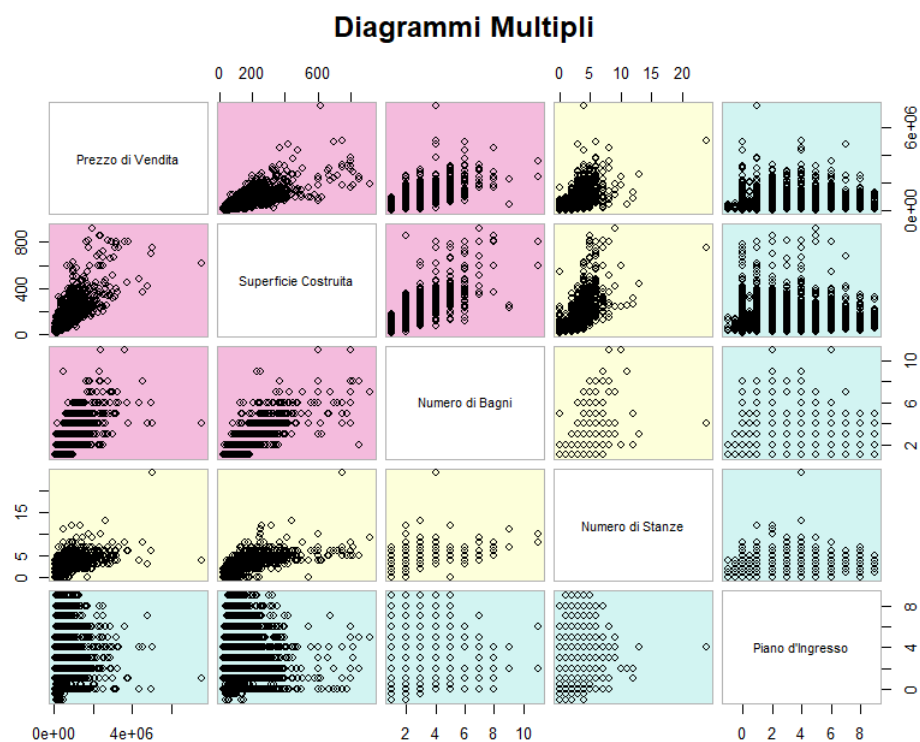 Diagrammi Multipli
0 200 600
0 5 10 20
Prezzo di Vendita
0e+00 6e+06
Superficie Costruita
0 400 800
Numero di Bagni
2 6 10
Numero di Stanze
0 5 15
Piano d'Ingresso
0 4 8
0e+00 4e+06
2 4 6 8 10
0 2 4 6 8